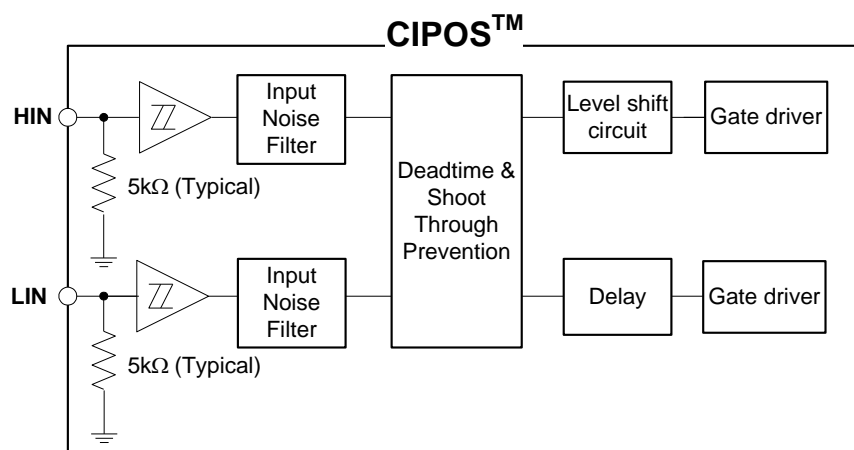 CIPOS™
HIN
Input
Noise
Filter
5kΩ (Typical)
Deadtime &
Shoot
Through
Prevention
Level shift
circuit
Gate driver
LIN
Input
Noise
Filter
5kΩ (Typical)
Delay
Gate driver